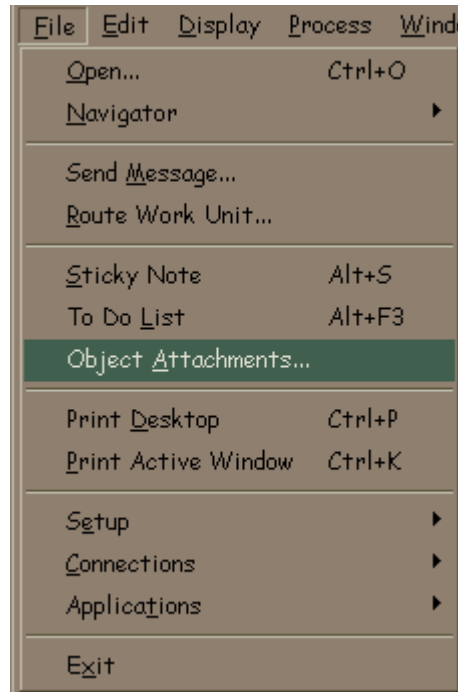 File Edit Display Process Wind
Open... Ctrl+O
Navigator
Send Message...
Route Work Unit...
Sticky Note Alt+S
To Do List Alt+F3
Object Attachments...
Print Desktop Ctrl+P
Print Active Window Ctrl+K
Setup
Connections
Applications
Exit